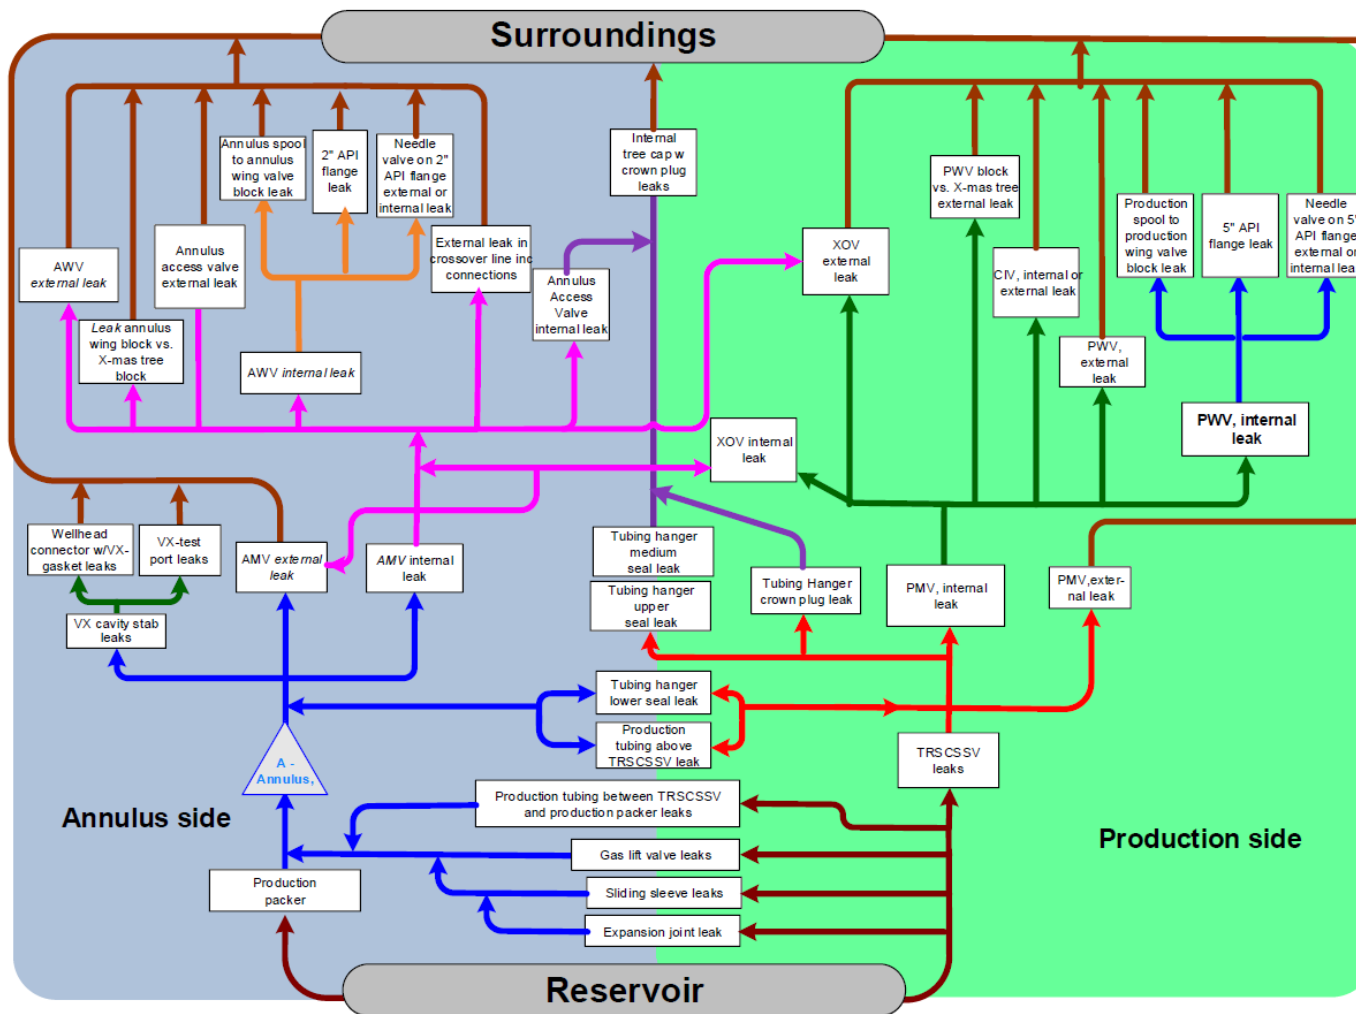 Surroundings
Annulus spool
to annulus
wing valve
block leak
2" API
flange
leak
Needle
valve on 2"
API flange
external or
internal leak
Internal
tree cap w
crown plug
leaks
PWV block
vs. X-mas tree
external leak
Production
spool to
production
wing valve
block leak
5" API
flange leak
Needle
valve on 5"
API flange
external or
internal leak
AWV
external leak
Annulus
access valve
external leak
External leak in
crossover line inc
connections
XOV
external
leak
CIV, internal or
external leak
Annulus
Access
Valve
internal leak
Leak annulus
wing block vs.
X-mas tree
block
AWV internal leak
PWV,
external
leak
PWV, internal
leak
XOV internal
leak
Wellhead
connector w/VX-
gasket leaks
VX-test
port leaks
AMV external
leak
AMV internal
leak
Tubing hanger
medium
seal leak
Tubing hanger
upper
seal leak
Tubing Hanger
crown plug leak
PMV, internal
leak
PMV,exter-
nal leak
VX cavity stab
leaks
Tubing hanger
lower seal leak
Production
tubing above
TRSCSSV leak
TRSCSSV
leaks
A -
Annulus,
Annulus side
Production tubing between TRSCSSV
and production packer leaks
Production side
Gas lift valve leaks
Production
packer
Sliding sleeve leaks
Expansion joint leak
Reservoir